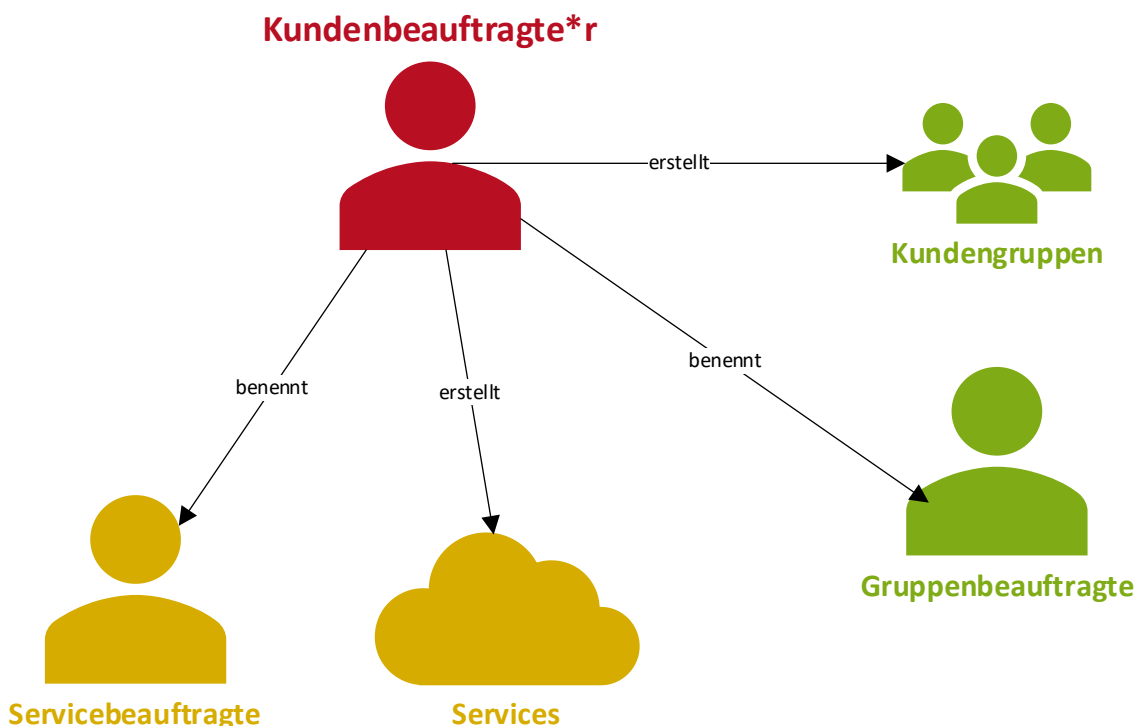 Kundenbeauftragte*r
erstellt
Kundengruppen
benennt
benennt
erstellt
Gruppenbeauftragte
Servicebeauftragte
Services